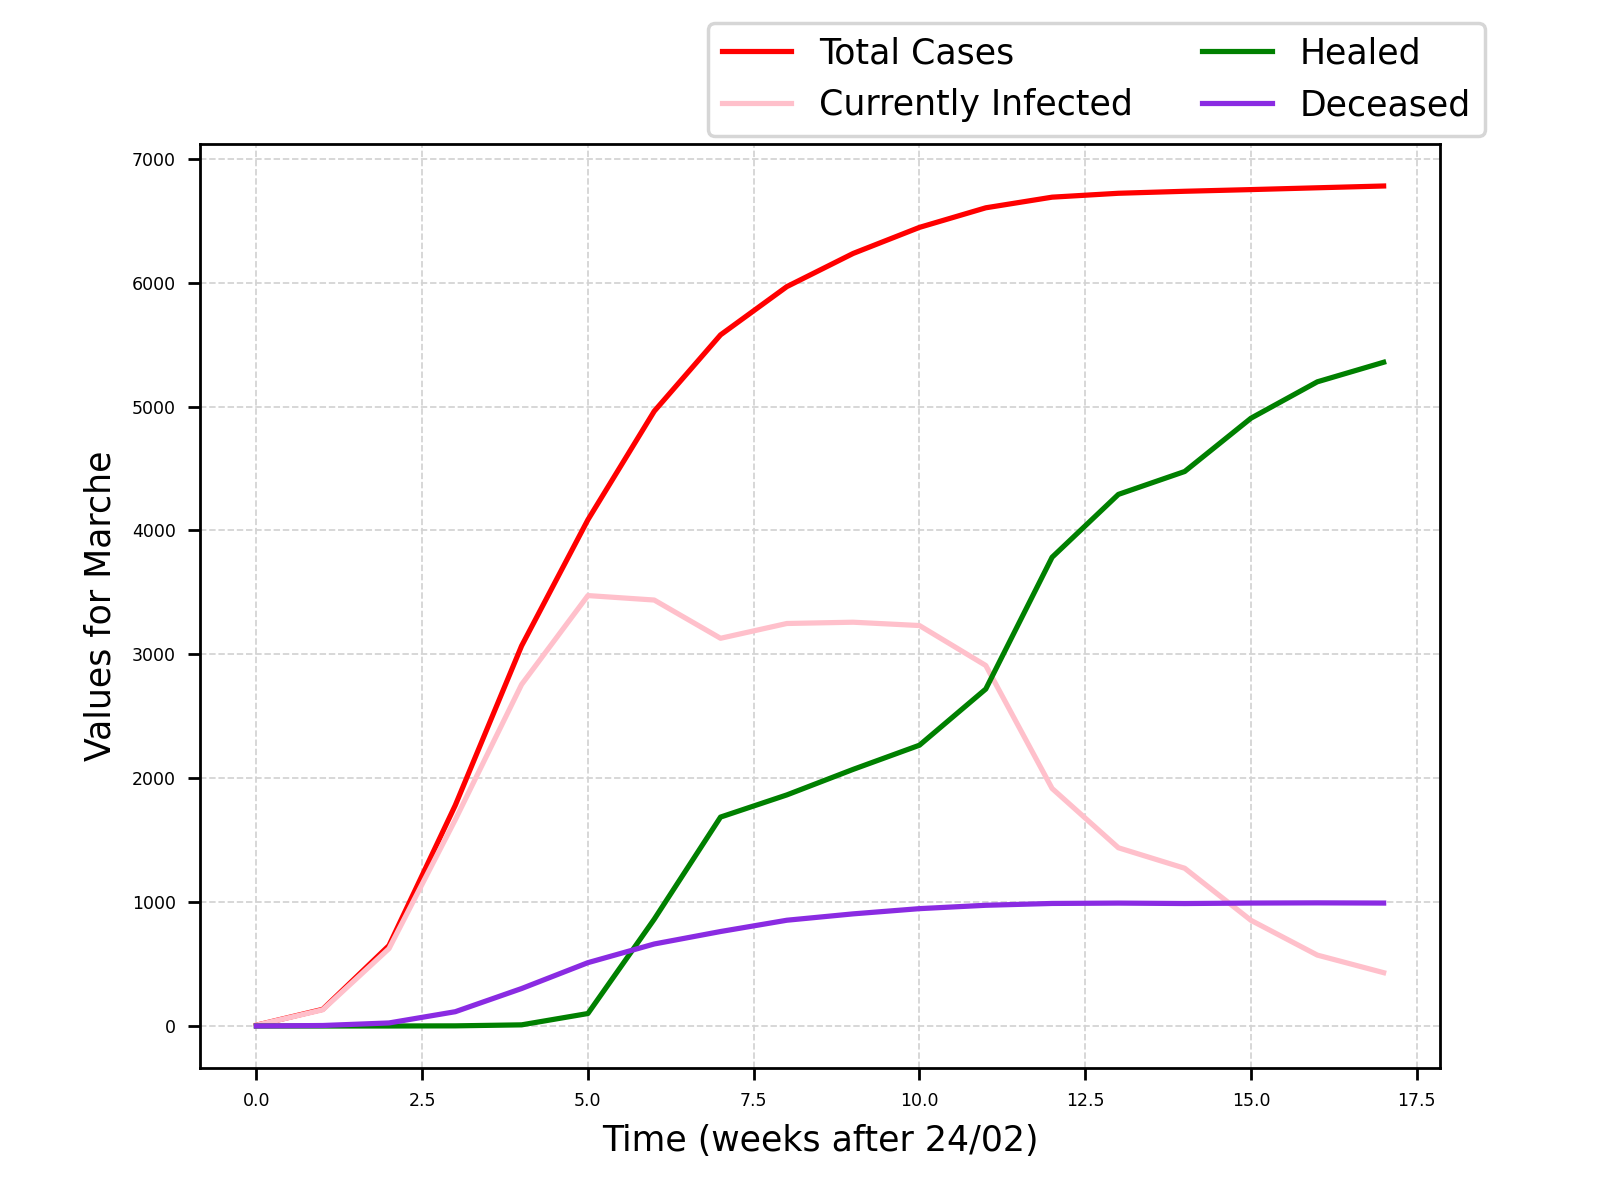 Total Cases
Currently Infected
Healed
Deceased
7000
6000
5000
4000
3000
2000
1000
0
Values for Marche
0.0 2.5 5.0 7.5 10.0 12.5 15.0 17.5
Time (weeks after 24/02)